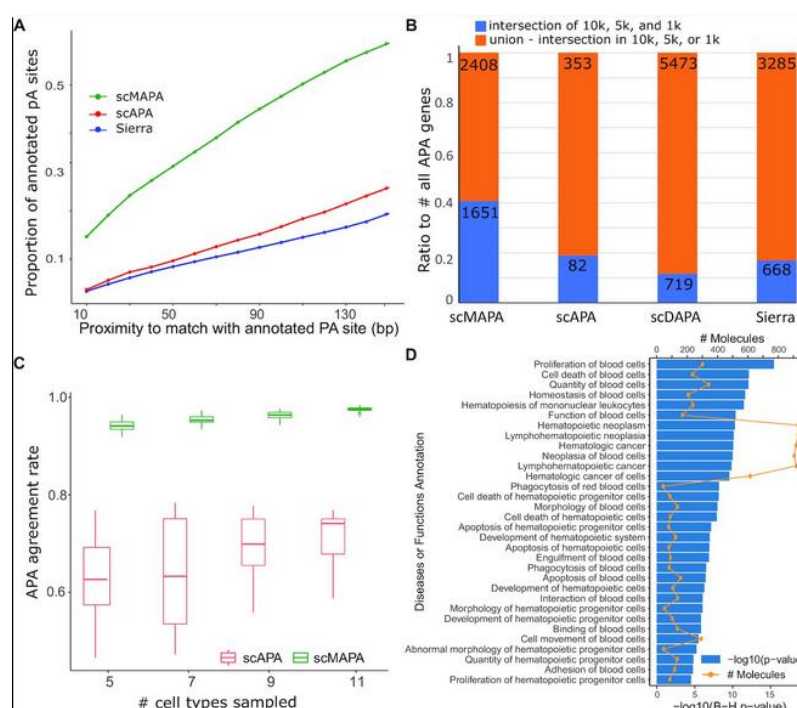 A
Proportion of annotated pA sites
0.5
0.3
0.1
scMAPA
scAPA
Sierra
10 50 90 130
Proximity to match with annotated PA site (bp)
B
intersection of 10k, 5k, and 1k
union - intersection in 10k, 5k, or 1k
Ratio to # all APA genes
1
0.8
0.6
0.4
0.2
0
2408 353 5473 3285
1651 82 719 668
scMAPA scAPA scDAPA Sierra
C
APA agreement rate
1.0
0.8
0.6
scAPA scMAPA
5 7 9 11
# cell types sampled
D
# Molecules
0 200 400 600 800
Diseases or Functions Annotation
Proliferation of blood cells
Cell death of blood cells
Quantity of blood cells
Homeostasis of blood cells
Hematopoiesis of mononuclear leukocytes
Function of blood cells
Hematopoietic neoplasm
Lymphohematopoietic neoplasia
Hematologic cancer
Neoplasia of blood cells
Lymphohematopoietic cancer
Hematologic cancer of cells
Phagocytosis of red blood cells
Cell death of hematopoietic progenitor cells
Morphology of blood cells
Cell death of hematopoietic cells
Apoptosis of hematopoietic progenitor cells
Development of hematopoietic system
Apoptosis of hematopoietic cells
Engulfment of blood cells
Phagocytosis of blood cells
Apoptosis of blood cells
Development of hematopoietic cells
Interaction of blood cells
Morphology of hematopoietic progenitor cells
Development of hematopoietic progenitor cells
Binding of blood cells
Cell movement of blood cells
Abnormal morphology of hematopoietic progenitor cells
Quantity of hematopoietic progenitor cells
Adhesion of blood cells
Proliferation of hematopoietic progenitor cells
−log10(p−value)
# Molecules
0 5 10 15
−log10(B−H p−value)